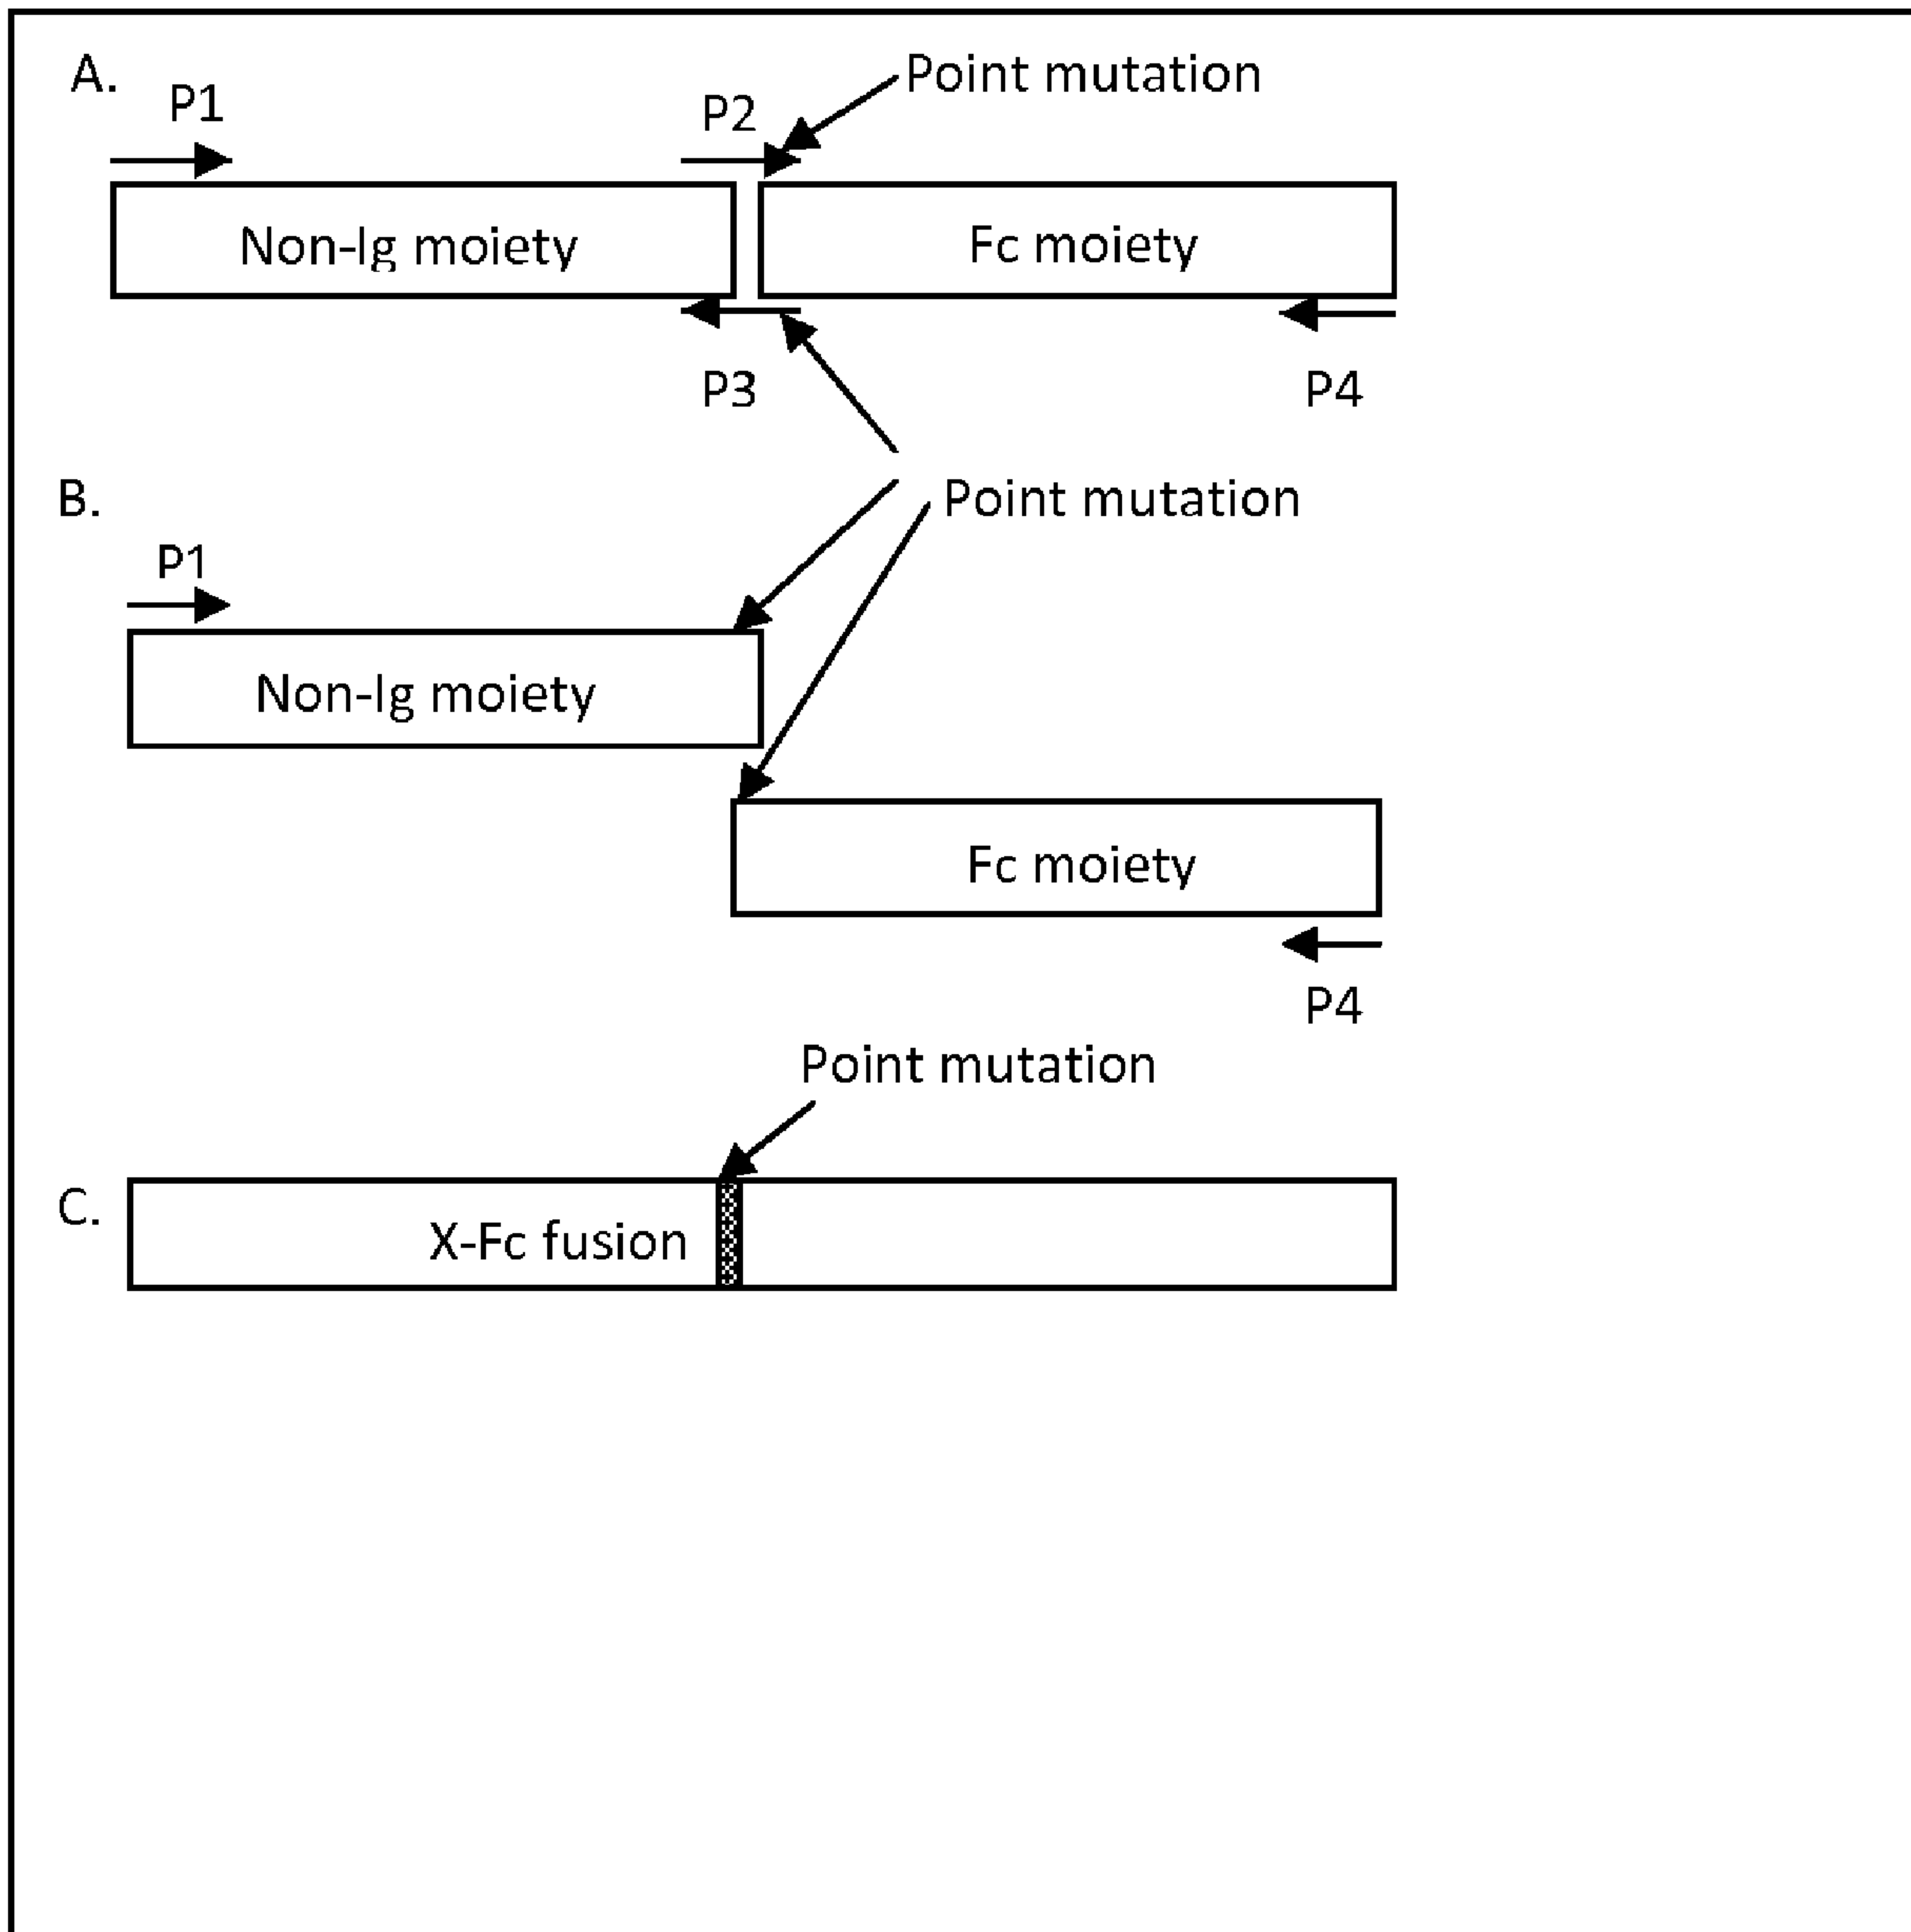 A.
P1
P2
Point mutation
Non-Ig moiety
Fc moiety
P3
P4
B.
Point mutation
P1
Non-Ig moiety
Fc moiety
P4
Point mutation
C.
X-Fc fusion